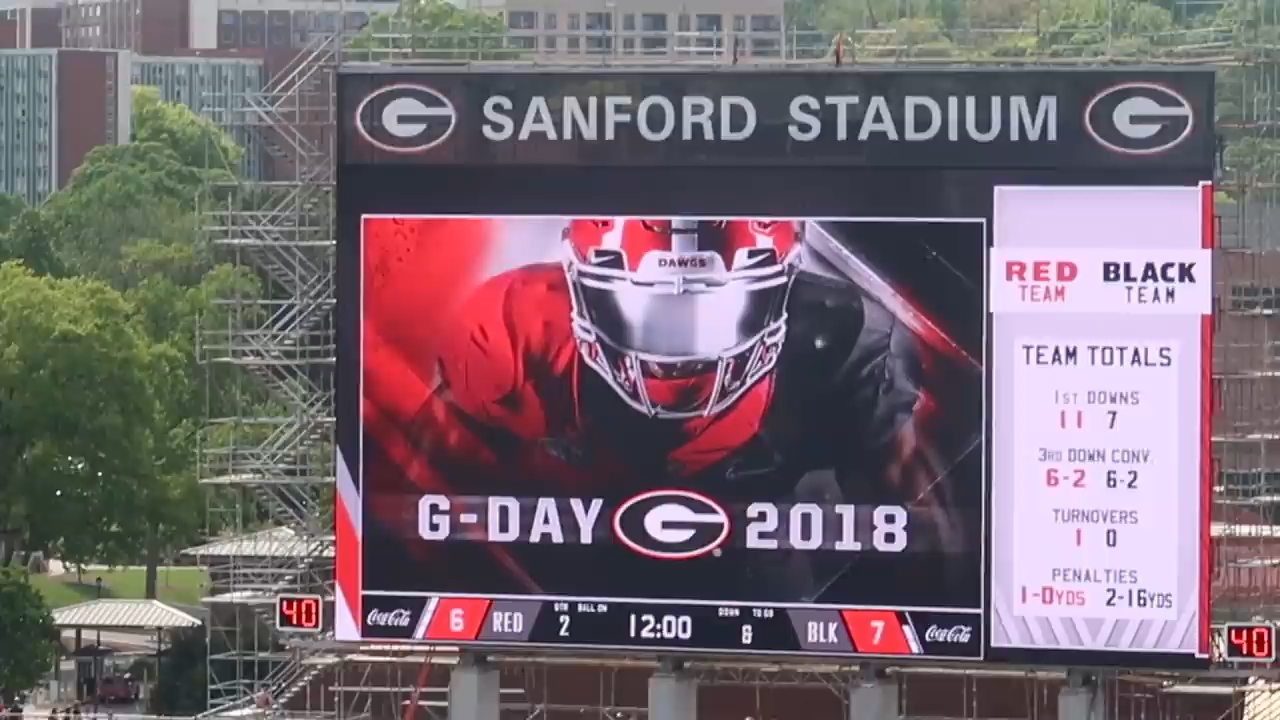 G SANFORD STADIUM G
DAWGS
G-DAY G 2018
RED BLACK
TEAM TEAM
TEAM TOTALS
1ST DOWNS
11 7
3RD DOWN CONV.
6-2 6-2
TURNOVERS
1 0
PENALTIES
1-0YDS 2-16YDS
40
Coca-Cola 6 RED QTR 2 BALL ON 12:00 DOWN & TO GO BLK 7 Coca-Cola
40